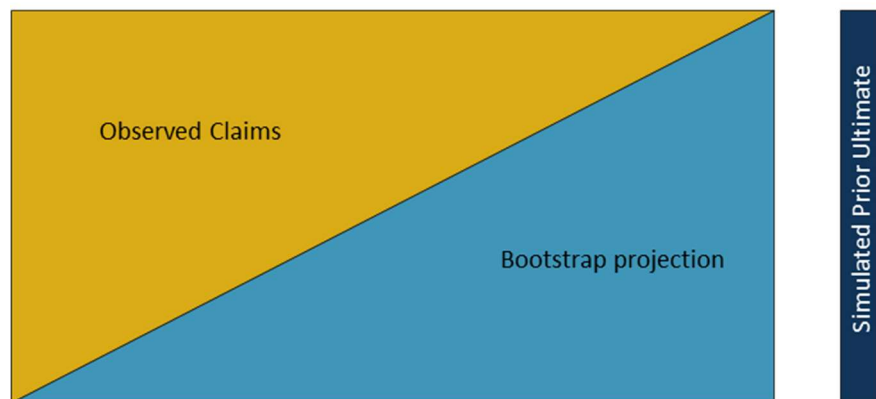 Observed Claims
Bootstrap projection
Simulated Prior Ultimate